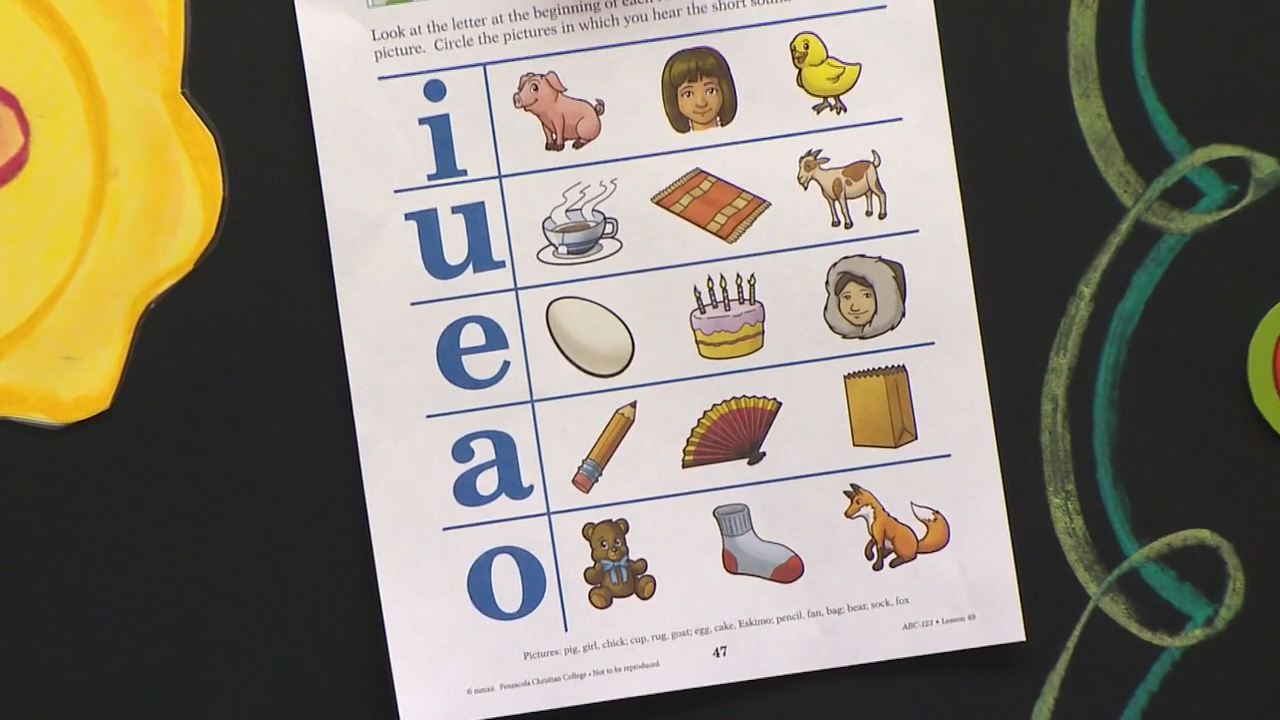 Look at the letter at the beginning of each
picture. Circle the pictures in which you hear the short sound
i
u
e
a
o
Pictures: pig, girl, chick; cup, rug, goat; egg, cake, Eskimo; pencil, fan, bag; bear, sock, fox
47
ABC-123 • Lesson 49
Pensacola Christian College • Not to be reproduced.